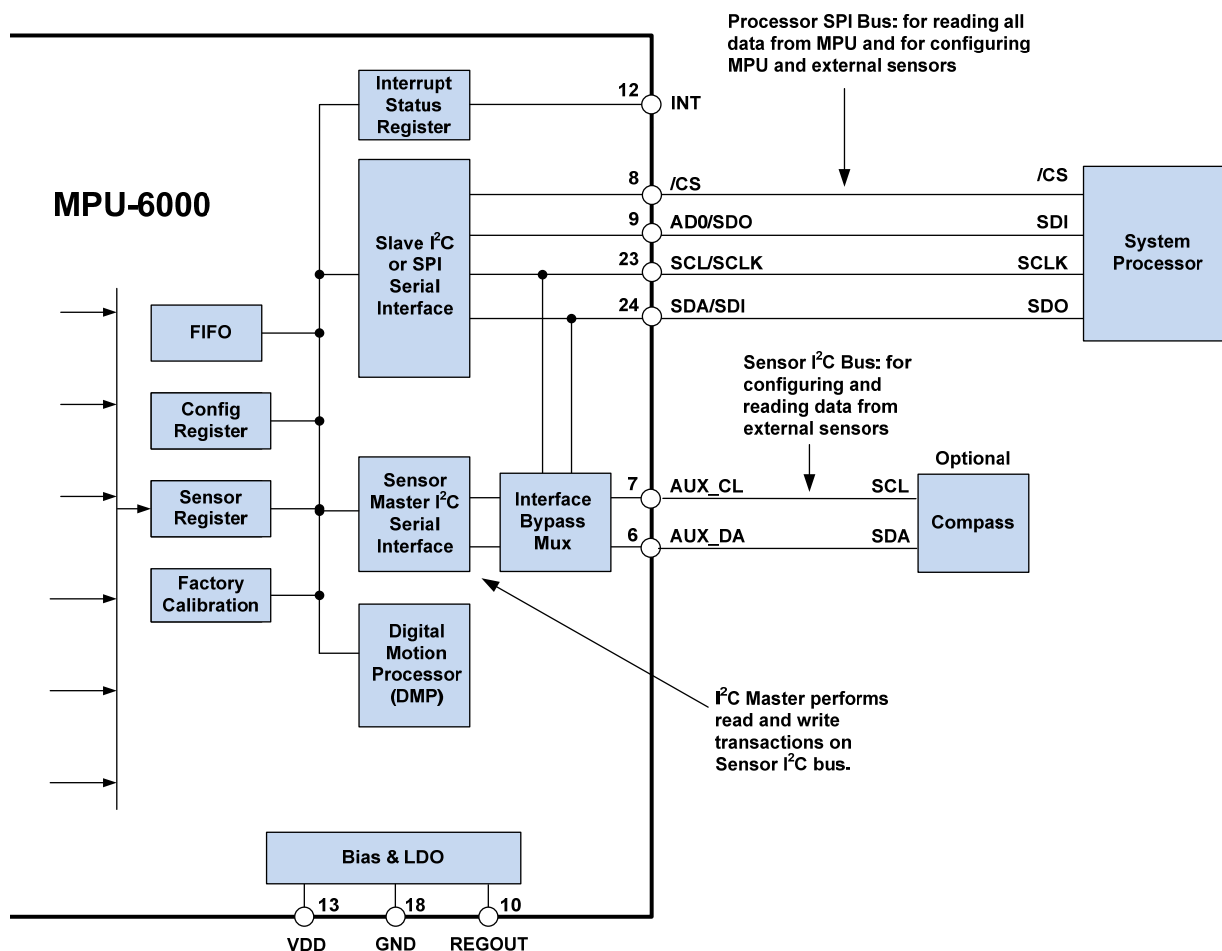 Processor SPI Bus: for reading all
data from MPU and for configuring
MPU and external sensors
MPU-6000
Interrupt
Status
Register
12
INT
8
/CS
/CS
9
AD0/SDO
SDI
23
SCL/SCLK
SCLK
24
SDA/SDI
SDO
Slave I²C
or SPI
Serial
Interface
System
Processor
FIFO
Config
Register
Sensor
Register
Factory
Calibration
Sensor I²C Bus: for
configuring and
reading data from
external sensors
Sensor
Master I²C
Serial
Interface
Interface
Bypass
Mux
7
AUX_CL
SCL
6
AUX_DA
SDA
Optional
Compass
Digital
Motion
Processor
(DMP)
I²C Master performs
read and write
transactions on
Sensor I²C bus.
Bias & LDO
13
18
10
VDD
GND
REGOUT